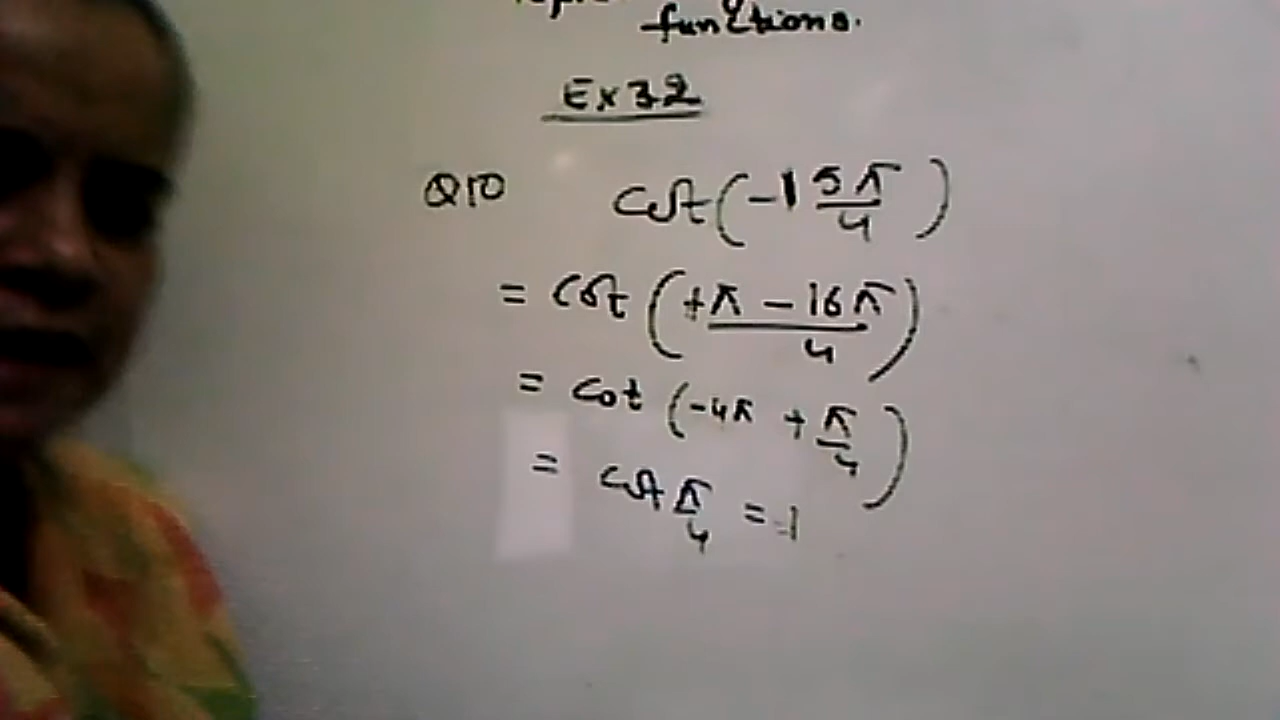 functions.
Ex 3.2
Q10 cot(-15π/4)
= cot(+π - 16π/4)
= cot(-4π + π/4)
= cot π/4 = 1